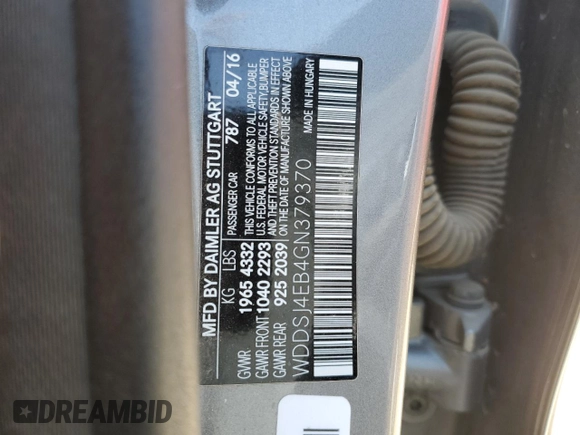 MFD BY DAIMLER AG STUTTGART
PASSENGER CAR 787 04/16
KG LBS
GVWR 1965 4332
GAWR FRONT 1040 2293
GAWR REAR 925 2039
THIS VEHICLE CONFORMS TO ALL APPLICABLE
U.S. FEDERAL MOTOR VEHICLE SAFETY, BUMPER
AND THEFT PREVENTION STANDARDS IN EFFECT
ON THE DATE OF MANUFACTURE SHOWN ABOVE
MADE IN HUNGARY
WDDSJ4EB4GN379370
DREAMBID